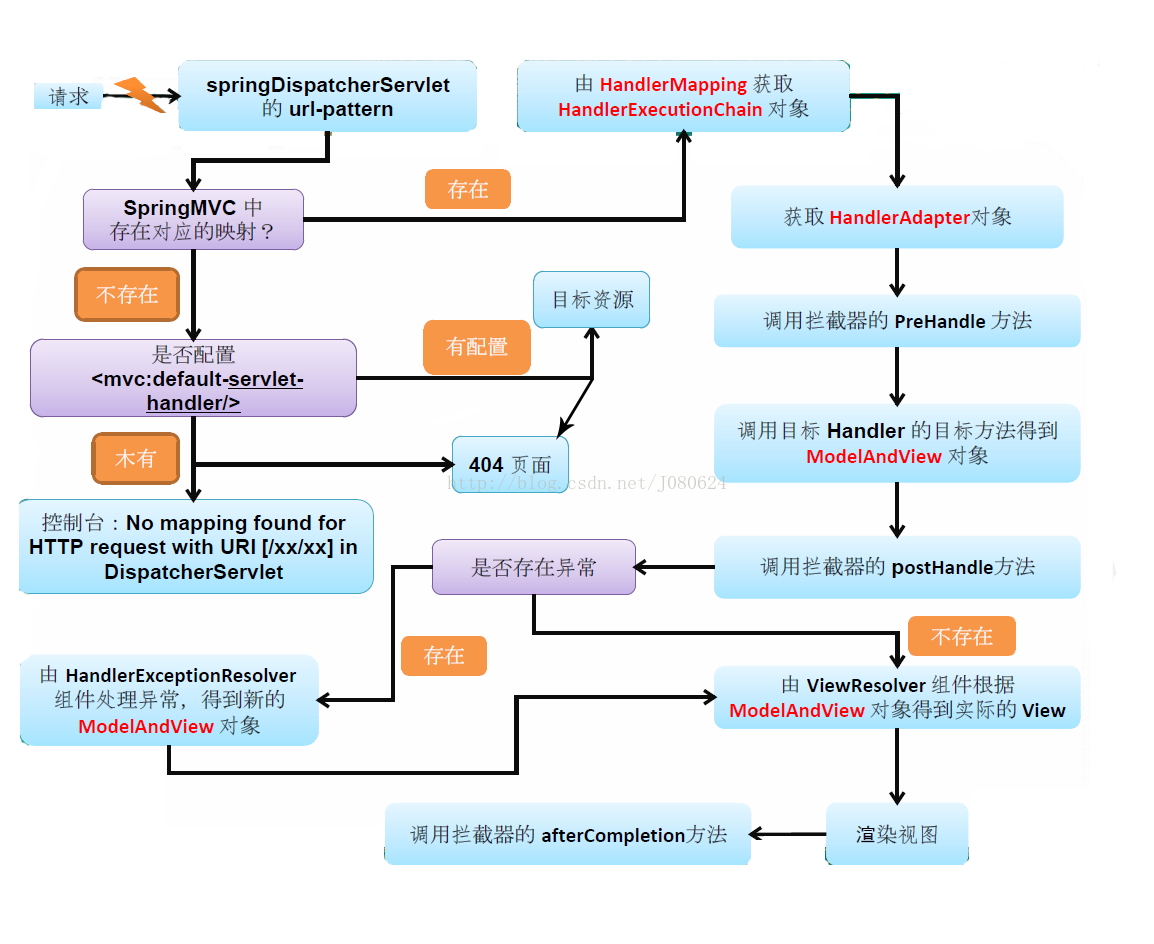 请求
springDispatcherServlet
的 url-pattern
由 HandlerMapping 获取
HandlerExecutionChain 对象
SpringMVC 中
存在对应的映射？
存在
获取 HandlerAdapter对象
不存在
目标资源
调用拦截器的 PreHandle 方法
有配置
是否配置
<mvc:default-servlet-
handler/>
调用目标 Handler 的目标方法得到
ModelAndView 对象
木有
404 页面
http://blog.csdn.net/J080624
控制台：No mapping found for
HTTP request with URI [/xx/xx] in
DispatcherServlet
是否存在异常
调用拦截器的 postHandle方法
不存在
存在
由 HandlerExceptionResolver
组件处理异常，得到新的
ModelAndView 对象
由 ViewResolver 组件根据
ModelAndView 对象得到实际的 View
调用拦截器的 afterCompletion方法
渲染视图